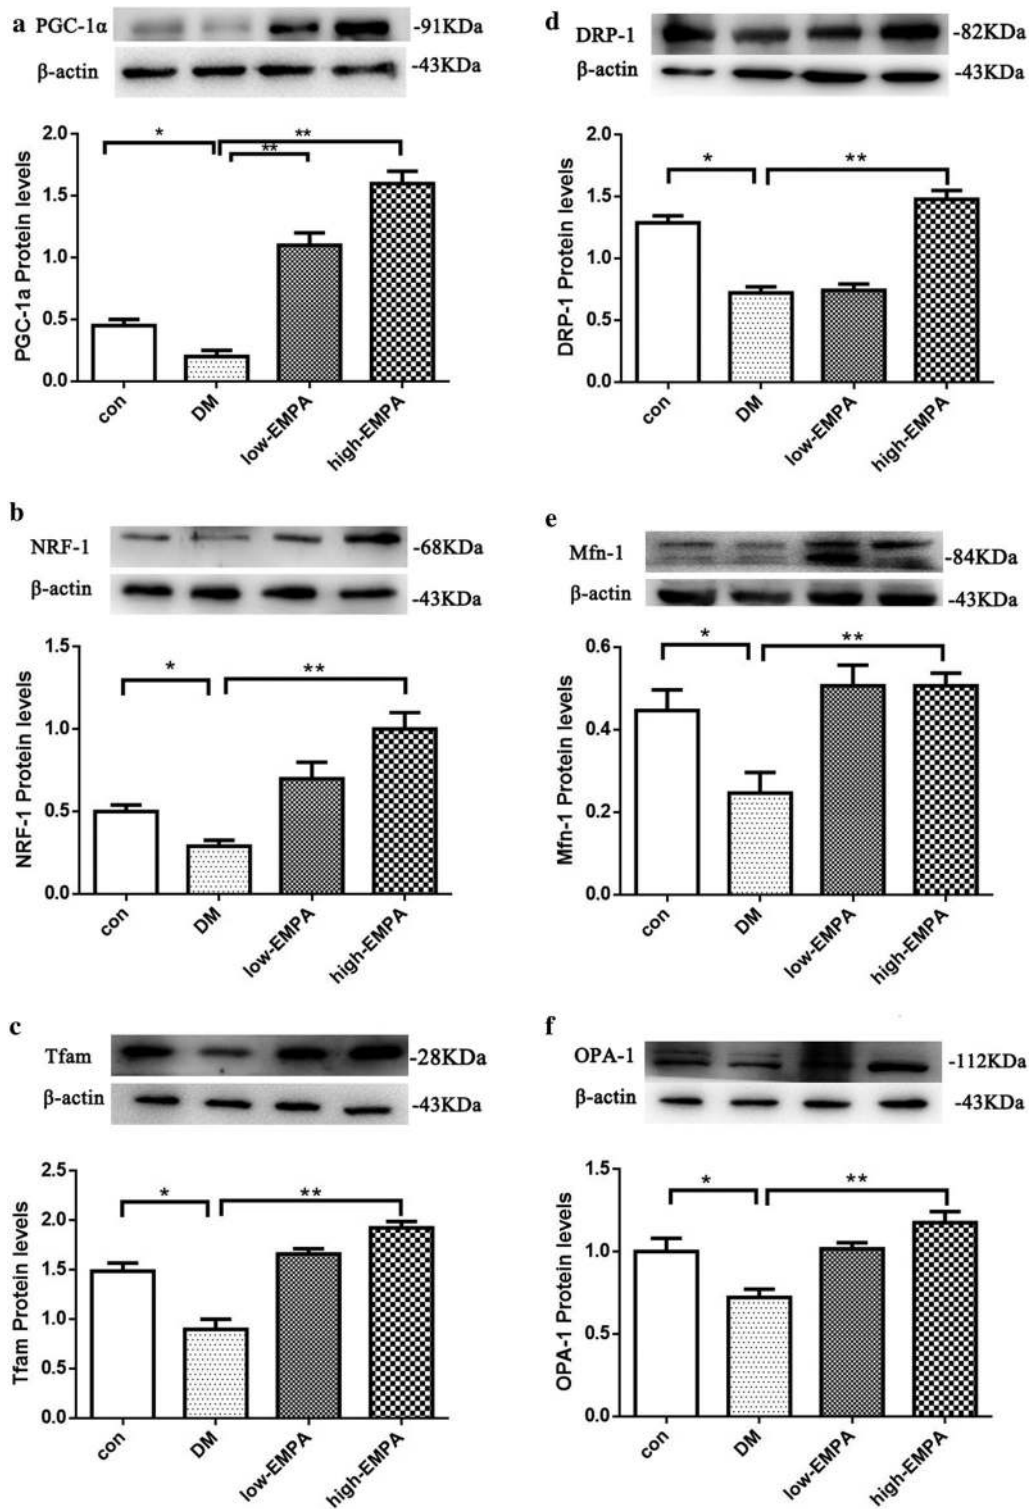 a
PGC-1α
-91KDa
β-actin
-43KDa
*
**
**
PGC-1a Protein levels
2.0
1.5
1.0
0.5
0.0
con
DM
low-EMPA
high-EMPA
d
DRP-1
-82KDa
β-actin
-43KDa
*
**
DRP-1 Protein levels
2.0
1.5
1.0
0.5
0.0
con
DM
low-EMPA
high-EMPA
b
NRF-1
-68KDa
β-actin
-43KDa
*
**
NRF-1 Protein levels
1.5
1.0
0.5
0.0
con
DM
low-EMPA
high-EMPA
e
Mfn-1
-84KDa
β-actin
-43KDa
*
**
Mfn-1 Protein levels
0.6
0.4
0.2
0.0
con
DM
low-EMPA
high-EMPA
c
Tfam
-28KDa
β-actin
-43KDa
*
**
Tfam Protein levels
2.5
2.0
1.5
1.0
0.5
0.0
con
DM
low-EMPA
high-EMPA
f
OPA-1
-112KDa
β-actin
-43KDa
*
**
OPA-1 Protein levels
1.5
1.0
0.5
0.0
con
DM
low-EMPA
high-EMPA